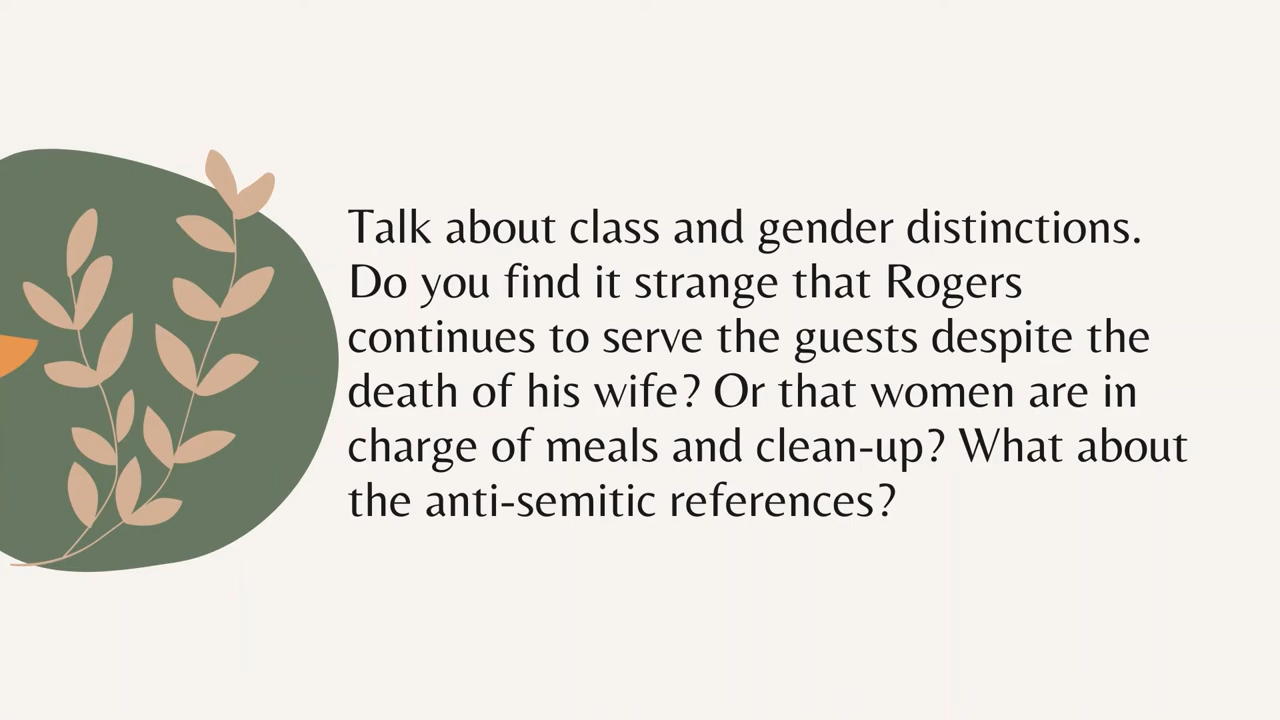 Talk about class and gender distinctions.
Do you find it strange that Rogers
continues to serve the guests despite the
death of his wife? Or that women are in
charge of meals and clean-up? What about
the anti-semitic references?